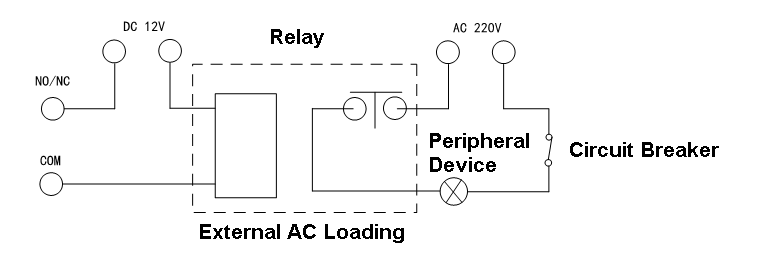 DC 12V
Relay
AC 220V
NO/NC
Peripheral
Device
Circuit Breaker
COM
External AC Loading